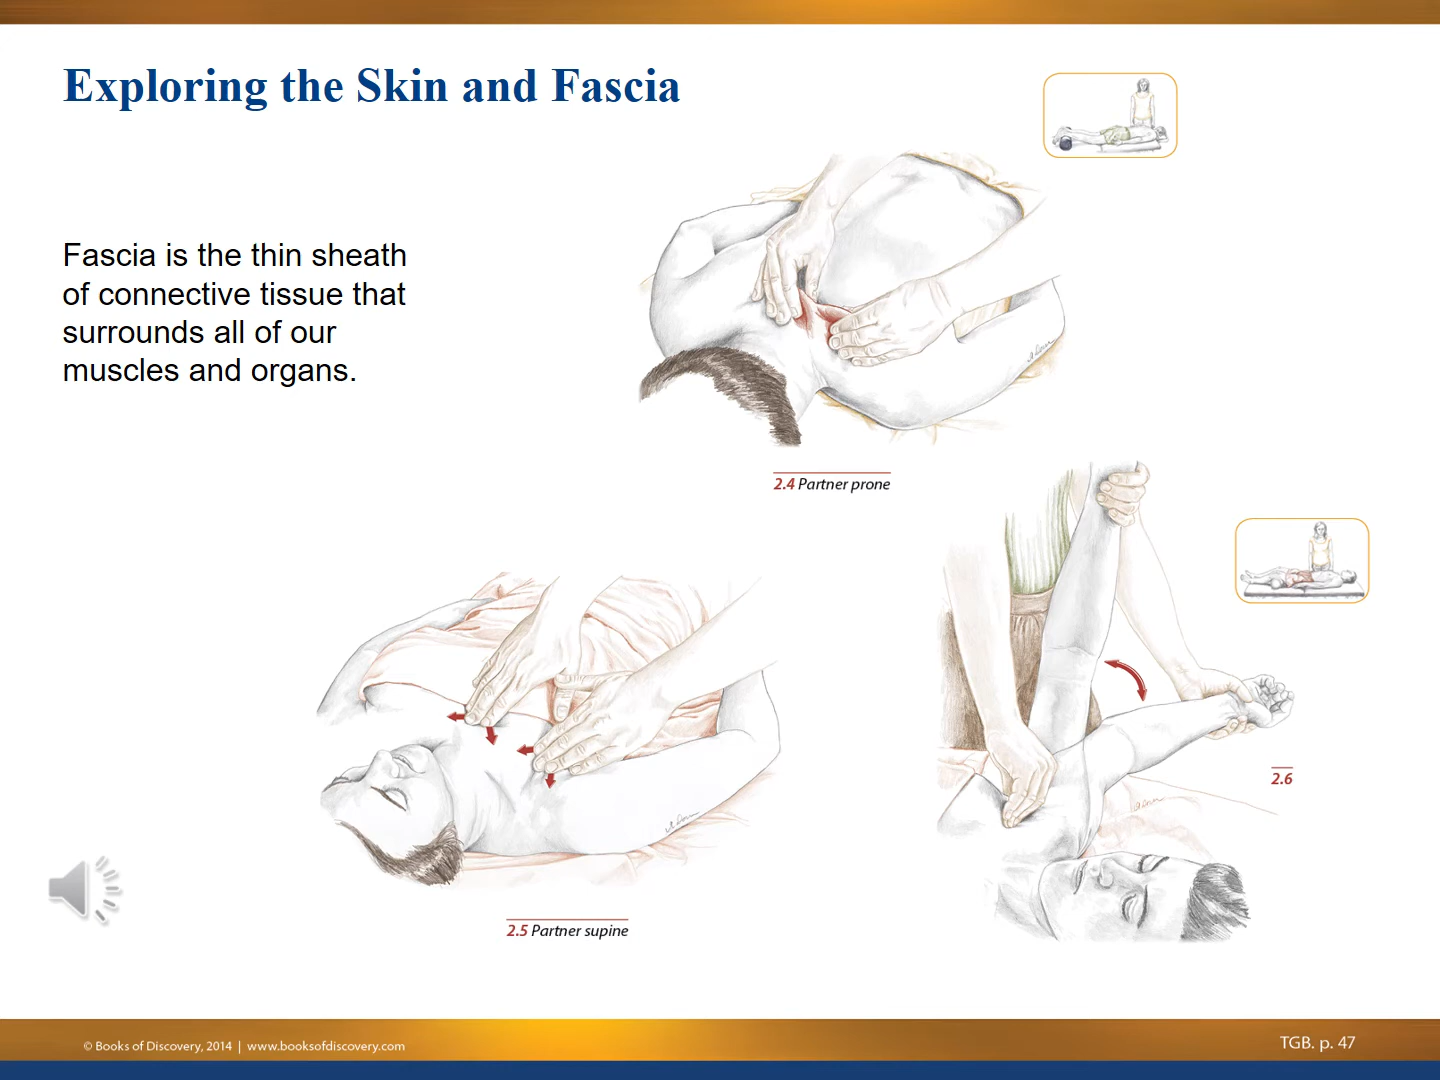 Exploring the Skin and Fascia
Fascia is the thin sheath
of connective tissue that
surrounds all of our
muscles and organs.
2.4 Partner prone
2.6
2.5 Partner supine
© Books of Discovery, 2014 | www.booksofdiscovery.com
TGB. p. 47